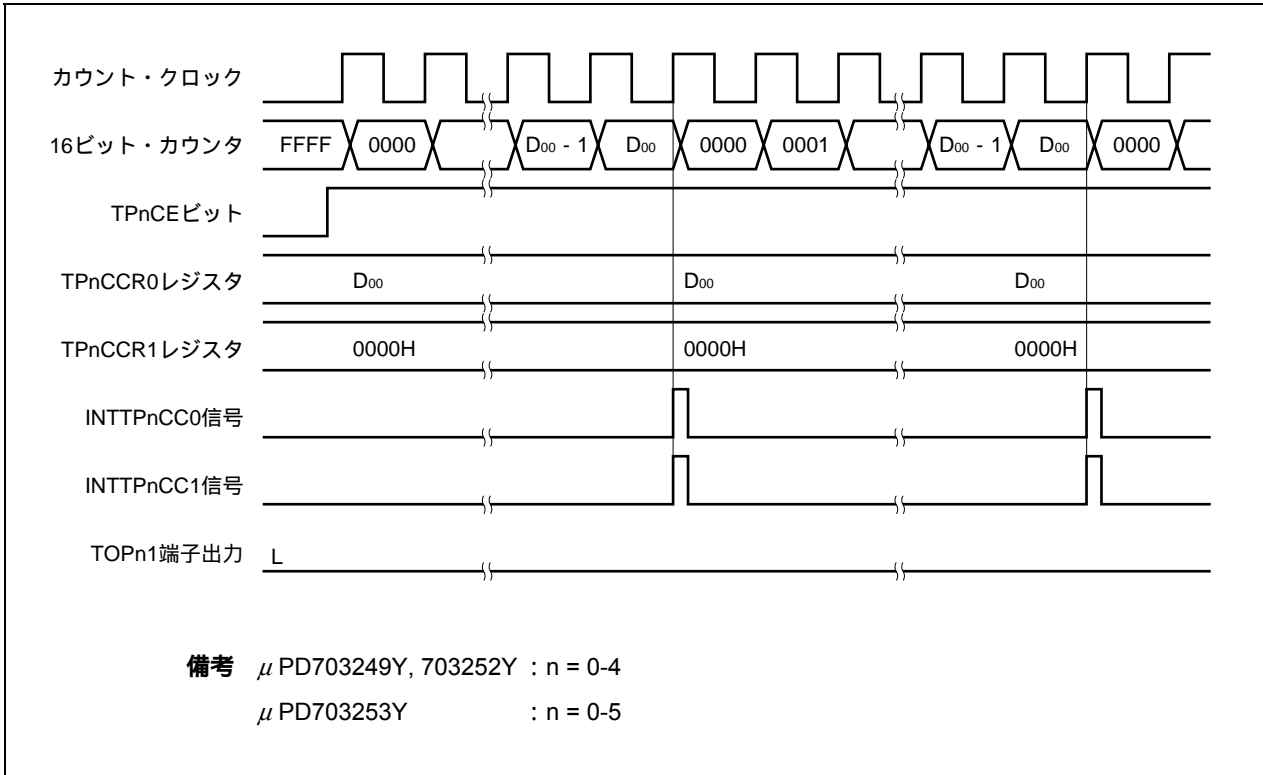 カウント・クロック
16ビット・カウンタ FFFF 0000 D00 - 1 D00 0000 0001 D00 - 1 D00 0000
TPnCEビット
TPnCCR0レジスタ D00 D00 D00
TPnCCR1レジスタ 0000H 0000H 0000H
INTTPnCC0信号
INTTPnCC1信号
TOPn1端子出力 L
備考 μ PD703249Y, 703252Y : n = 0-4
μ PD703253Y : n = 0-5